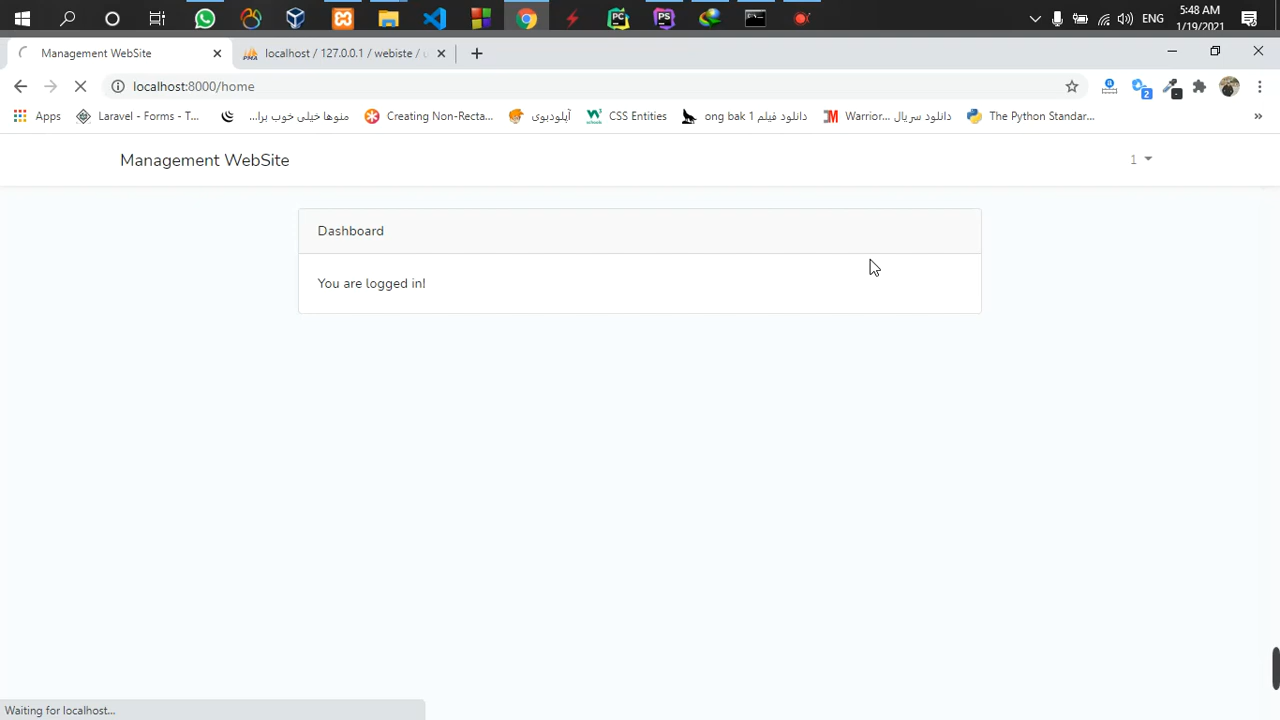 5:48 AM
ENG
1/19/2021
Management WebSite
localhost / 127.0.0.1 / webiste / u
localhost:8000/home
Apps
Laravel - Forms - T...
منوها خیلی خوب برا...
Creating Non-Recta...
آپلودبوی
CSS Entities
دانلود فیلم ong bak 1
دانلود سریال Warrior...
The Python Standar...
»
Management WebSite
1
Dashboard
You are logged in!
Waiting for localhost...